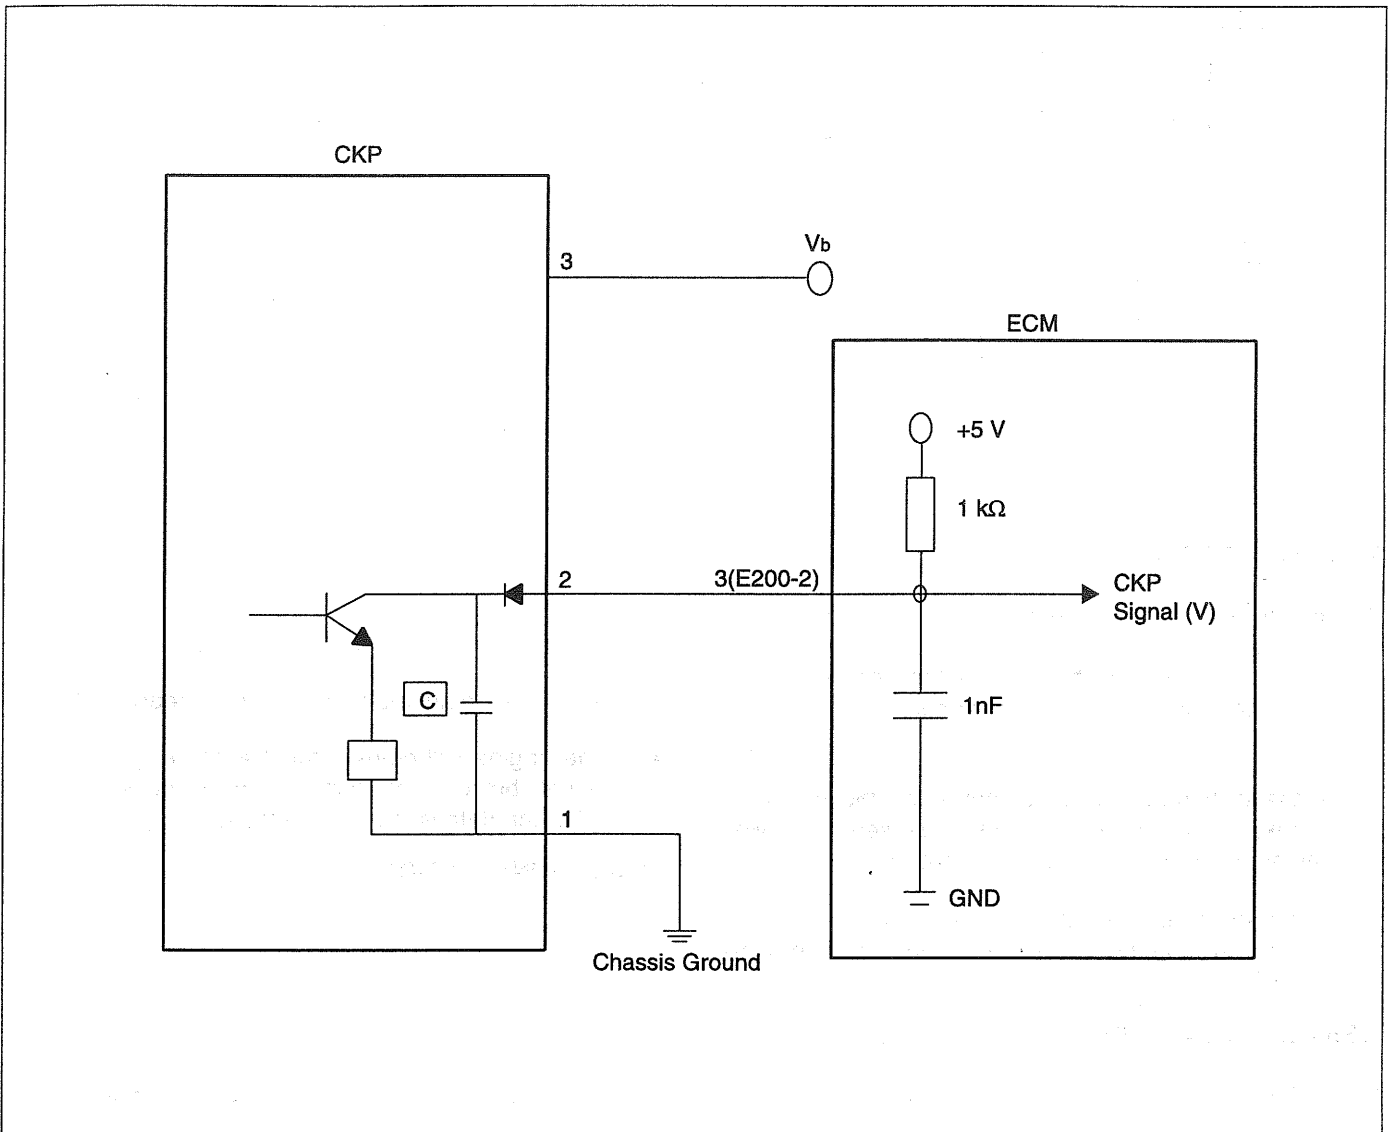 CKP
3
Vb
ECM
+5 V
1 kΩ
2
3(E200-2)
CKP
Signal (V)
C
1nF
1
GND
Chassis Ground